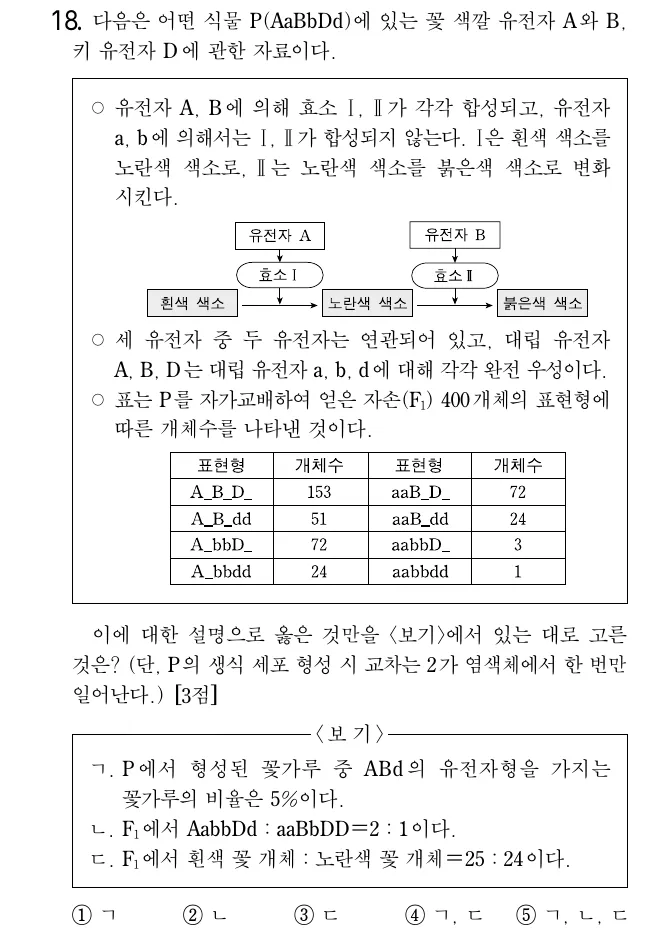 18. 다음은 어떤 식물 P(AaBbDd)에 있는 꽃 색깔 유전자 A와 B,
키 유전자 D에 관한 자료이다.
○ 유전자 A, B에 의해 효소 Ⅰ, Ⅱ가 각각 합성되고, 유전자
a, b에 의해서는 Ⅰ, Ⅱ가 합성되지 않는다. Ⅰ은 흰색 색소를
노란색 색소로, Ⅱ는 노란색 색소를 붉은색 색소로 변화
시킨다.
유전자 A 유전자 B
효소 Ⅰ 효소 Ⅱ
흰색 색소 노란색 색소 붉은색 색소
○ 세 유전자 중 두 유전자는 연관되어 있고, 대립 유전자
A, B, D는 대립 유전자 a, b, d에 대해 각각 완전 우성이다.
○ 표는 P를 자가교배하여 얻은 자손(F₁) 400개체의 표현형에
따른 개체수를 나타낸 것이다.
표현형 개체수 표현형 개체수
A_B_D_ 153 aaB_D_ 72
A_B_dd 51 aaB_dd 24
A_bbD_ 72 aabbD_ 3
A_bbdd 24 aabbdd 1
이에 대한 설명으로 옳은 것만을 〈보기〉에서 있는 대로 고른
것은? (단, P의 생식 세포 형성 시 교차는 2가 염색체에서 한 번만
일어난다.) [3점]
〈보 기〉
ㄱ. P에서 형성된 꽃가루 중 ABd의 유전자형을 가지는
꽃가루의 비율은 5%이다.
ㄴ. F₁에서 AabbDd : aaBbDD=2 : 1이다.
ㄷ. F₁에서 흰색 꽃 개체 : 노란색 꽃 개체=25 : 24이다.
① ㄱ ② ㄴ ③ ㄷ ④ ㄱ, ㄷ ⑤ ㄱ, ㄴ, ㄷ